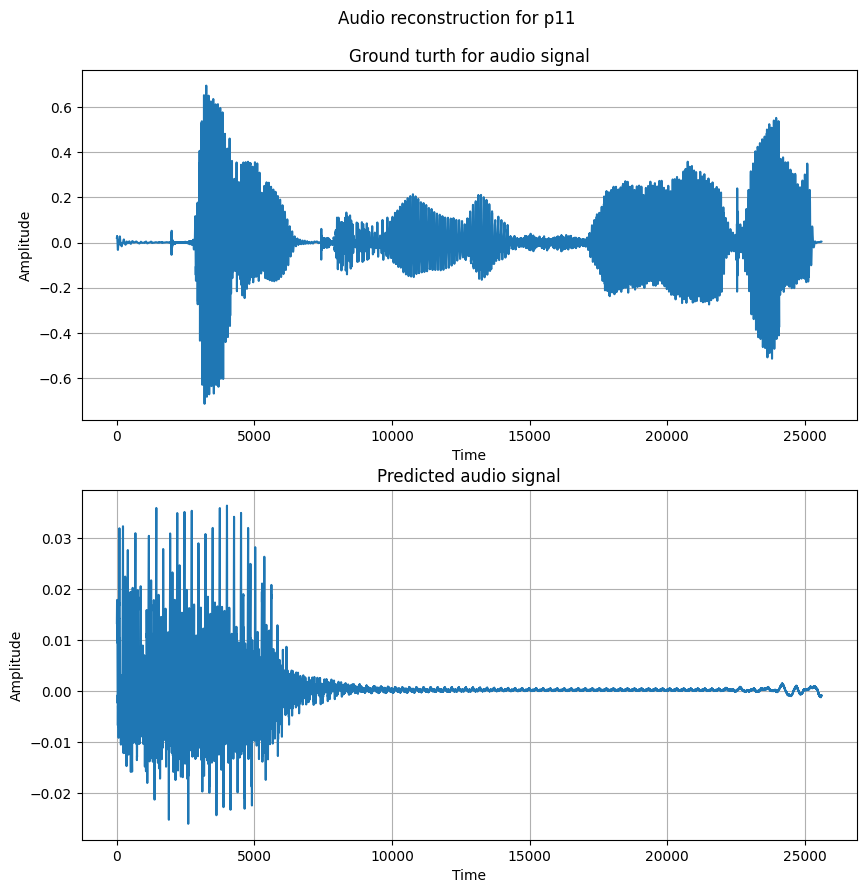 Audio reconstruction for p11
Ground turth for audio signal
0.6
0.4
0.2
0.0
−0.2
−0.4
−0.6
Amplitude
0 5000 10000 15000 20000 25000
Time
Predicted audio signal
0.03
0.02
0.01
0.00
−0.01
−0.02
Amplitude
0 5000 10000 15000 20000 25000
Time